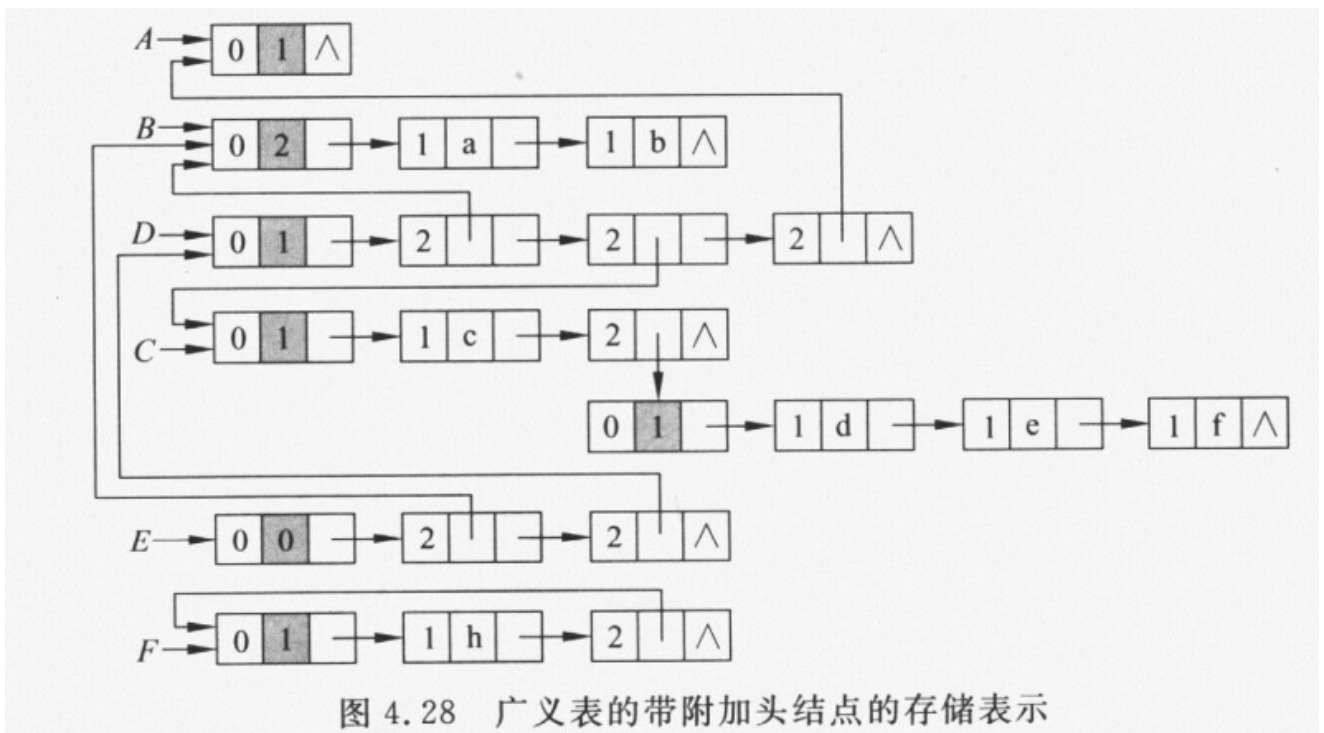 A 0 1 ∧
B 0 2 1 a 1 b ∧
D 0 1 2 2 2 ∧
C 0 1 1 c 2 ∧
0 1 1 d 1 e 1 f ∧
E 0 0 2 2 ∧
F 0 1 1 h 2 ∧
图 4.28 广义表的带附加头结点的存储表示